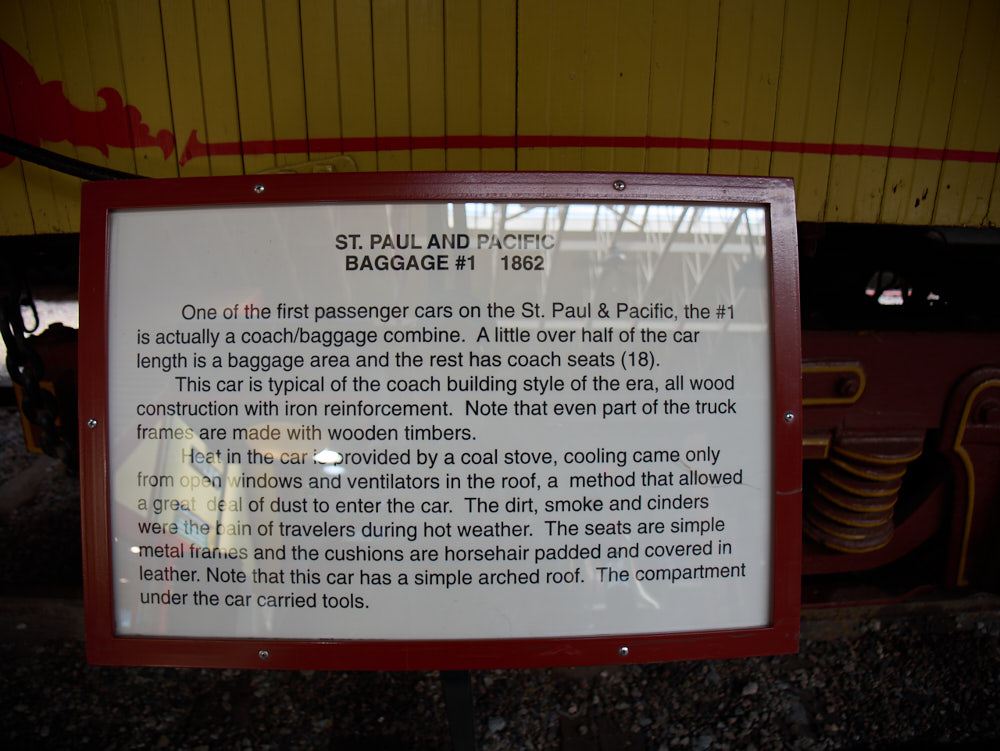 ST. PAUL AND PACIFIC
BAGGAGE #1 1862
One of the first passenger cars on the St. Paul & Pacific, the #1
is actually a coach/baggage combine. A little over half of the car
length is a baggage area and the rest has coach seats (18).
This car is typical of the coach building style of the era, all wood
construction with iron reinforcement. Note that even part of the truck
frames are made with wooden timbers.
Heat in the car is provided by a coal stove, cooling came only
from open windows and ventilators in the roof, a method that allowed
a great deal of dust to enter the car. The dirt, smoke and cinders
were the bain of travelers during hot weather. The seats are simple
metal frames and the cushions are horsehair padded and covered in
leather. Note that this car has a simple arched roof. The compartment
under the car carried tools.